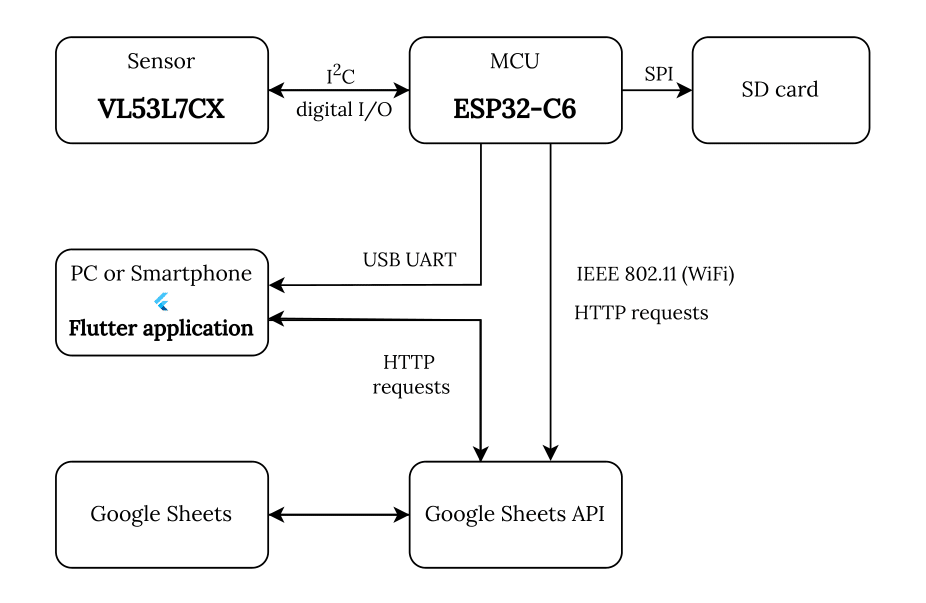 Sensor
VL53L7CX
I²C
digital I/O
MCU
ESP32-C6
SPI
SD card
USB UART
PC or Smartphone
Flutter application
IEEE 802.11 (WiFi)
HTTP requests
HTTP
requests
Google Sheets
Google Sheets API